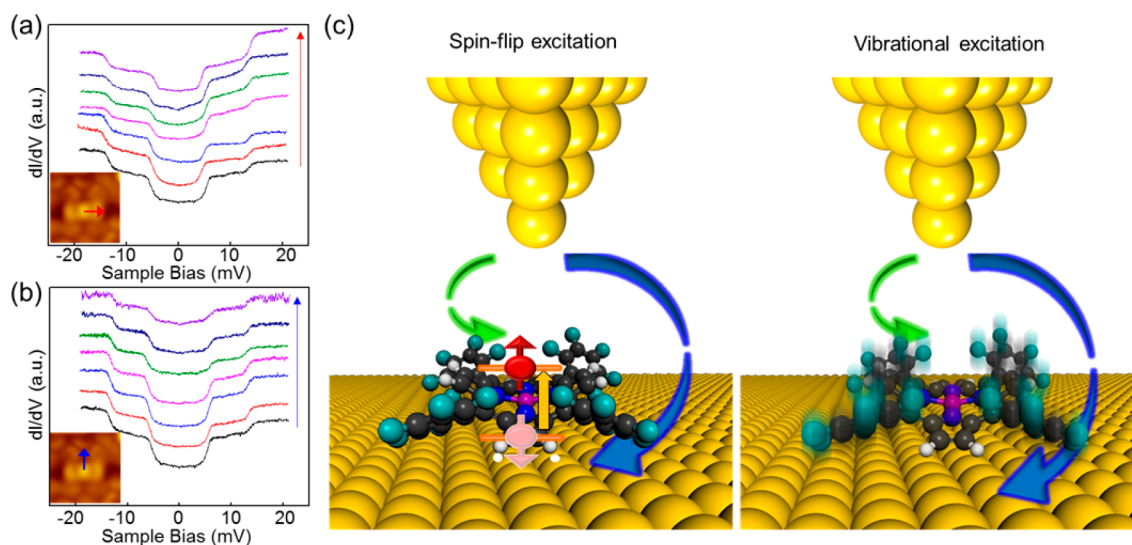 (a)
dI/dV (a.u.)
-20 -10 0 10 20
Sample Bias (mV)
(b)
dI/dV (a.u.)
-20 -10 0 10 20
Sample Bias (mV)
(c)
Spin-flip excitation
Vibrational excitation